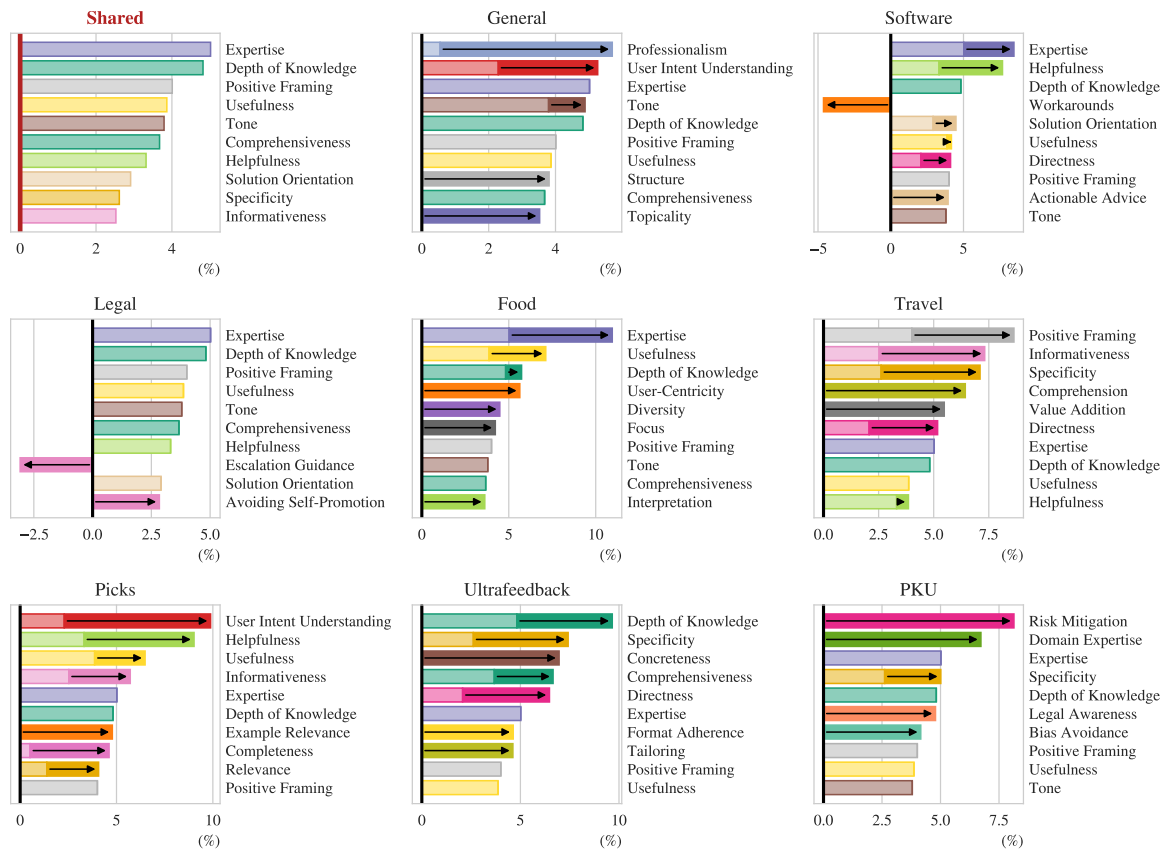 Shared
Expertise
Depth of Knowledge
Positive Framing
Usefulness
Tone
Comprehensiveness
Helpfulness
Solution Orientation
Specificity
Informativeness
0 2 4
(%)
General
Professionalism
User Intent Understanding
Expertise
Tone
Depth of Knowledge
Positive Framing
Usefulness
Structure
Comprehensiveness
Topicality
0 2 4
(%)
Software
Expertise
Helpfulness
Depth of Knowledge
Workarounds
Solution Orientation
Usefulness
Directness
Positive Framing
Actionable Advice
Tone
−5 0 5
(%)
Legal
Expertise
Depth of Knowledge
Positive Framing
Usefulness
Tone
Comprehensiveness
Helpfulness
Escalation Guidance
Solution Orientation
Avoiding Self-Promotion
−2.5 0.0 2.5 5.0
(%)
Food
Expertise
Usefulness
Depth of Knowledge
User-Centricity
Diversity
Focus
Positive Framing
Tone
Comprehensiveness
Interpretation
0 5 10
(%)
Travel
Positive Framing
Informativeness
Specificity
Comprehension
Value Addition
Directness
Expertise
Depth of Knowledge
Usefulness
Helpfulness
0.0 2.5 5.0 7.5
(%)
Picks
User Intent Understanding
Helpfulness
Usefulness
Informativeness
Expertise
Depth of Knowledge
Example Relevance
Completeness
Relevance
Positive Framing
0 5 10
(%)
Ultrafeedback
Depth of Knowledge
Specificity
Concreteness
Comprehensiveness
Directness
Expertise
Format Adherence
Tailoring
Positive Framing
Usefulness
0 5 10
(%)
PKU
Risk Mitigation
Domain Expertise
Expertise
Specificity
Depth of Knowledge
Legal Awareness
Bias Avoidance
Positive Framing
Usefulness
Tone
0.0 2.5 5.0 7.5
(%)